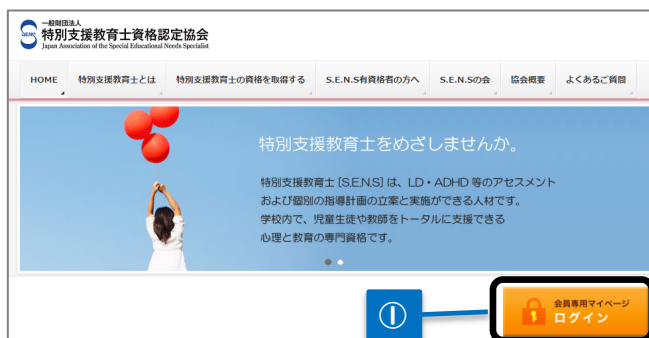 一般財団法人
特別支援教育士資格認定協会
Japan Association of the Special Educational Needs Specialist
SENS
HOME 特別支援教育士とは 特別支援教育士の資格を取得する S.E.N.S有資格者の方へ S.E.N.Sの会 協会概要 よくあるご質問
特別支援教育士をめざしませんか。
特別支援教育士 [S.E.N.S] は、LD・ADHD 等のアセスメント
および個別の指導計画の立案と実施ができる人材です。
学校内で、児童生徒や教師をトータルに支援できる
心理と教育の専門資格です。
①
会員専用マイページ
ログイン